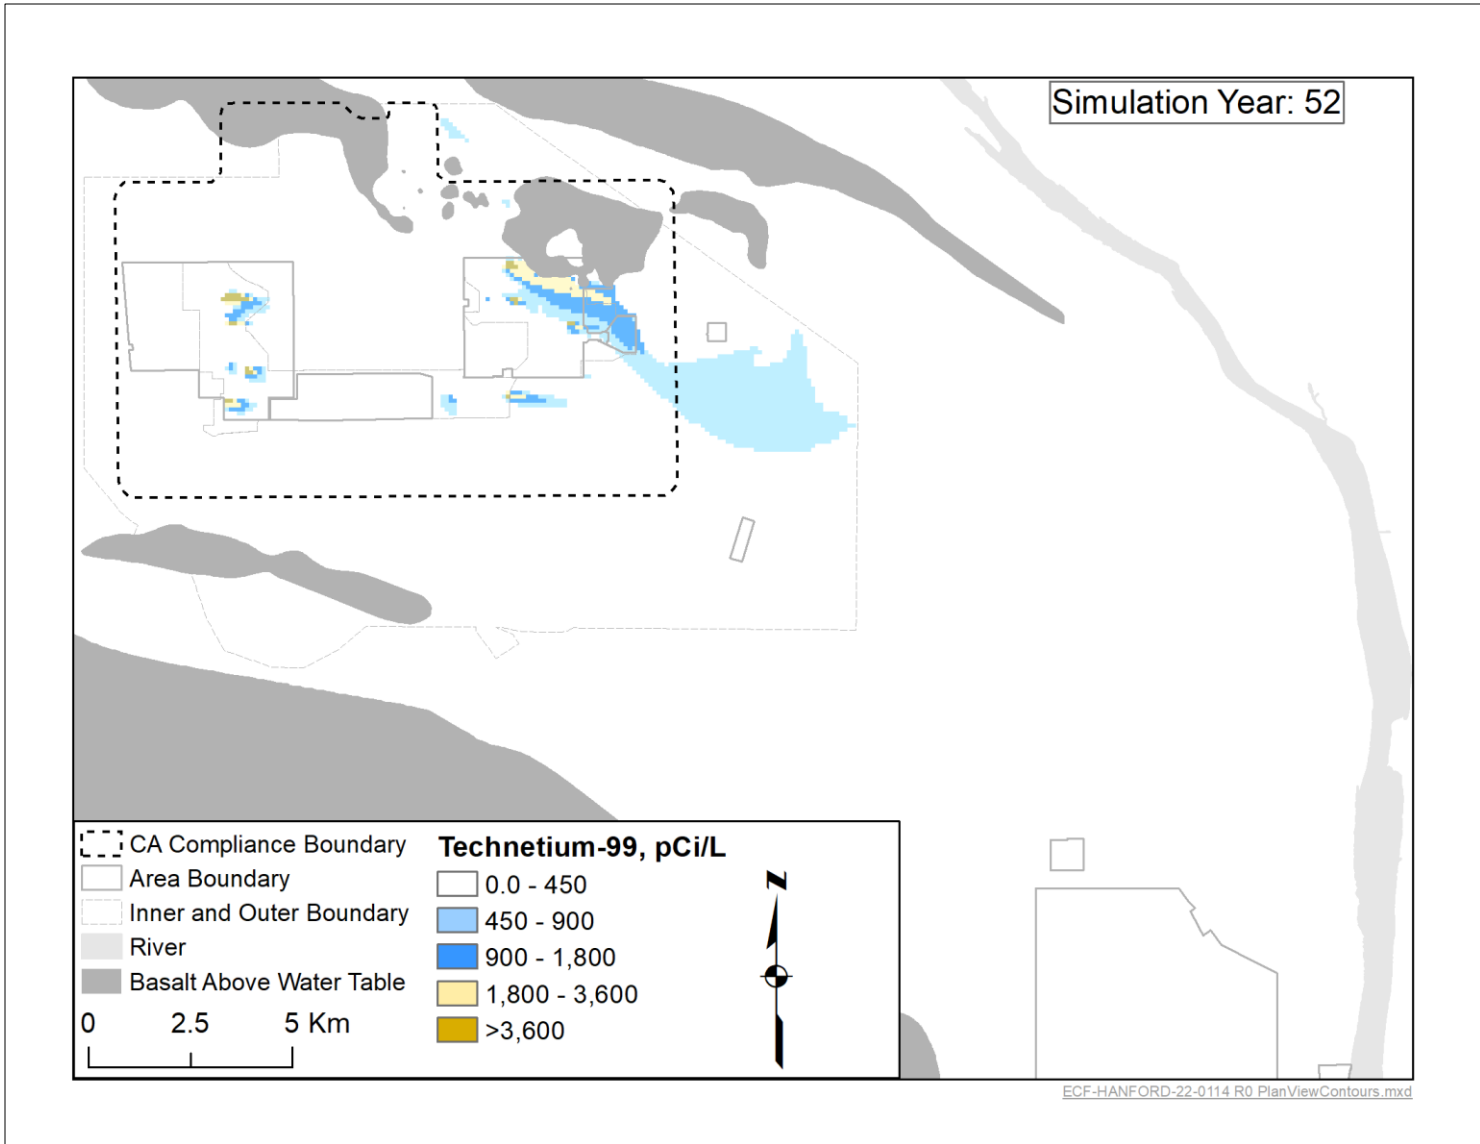 Simulation Year: 52
CA Compliance Boundary
Area Boundary
Inner and Outer Boundary
River
Basalt Above Water Table
0 2.5 5 Km
Technetium-99, pCi/L
0.0 - 450
450 - 900
900 - 1,800
1,800 - 3,600
>3,600
N
ECF-HANFORD-22-0114 R0 PlanViewContours.mxd